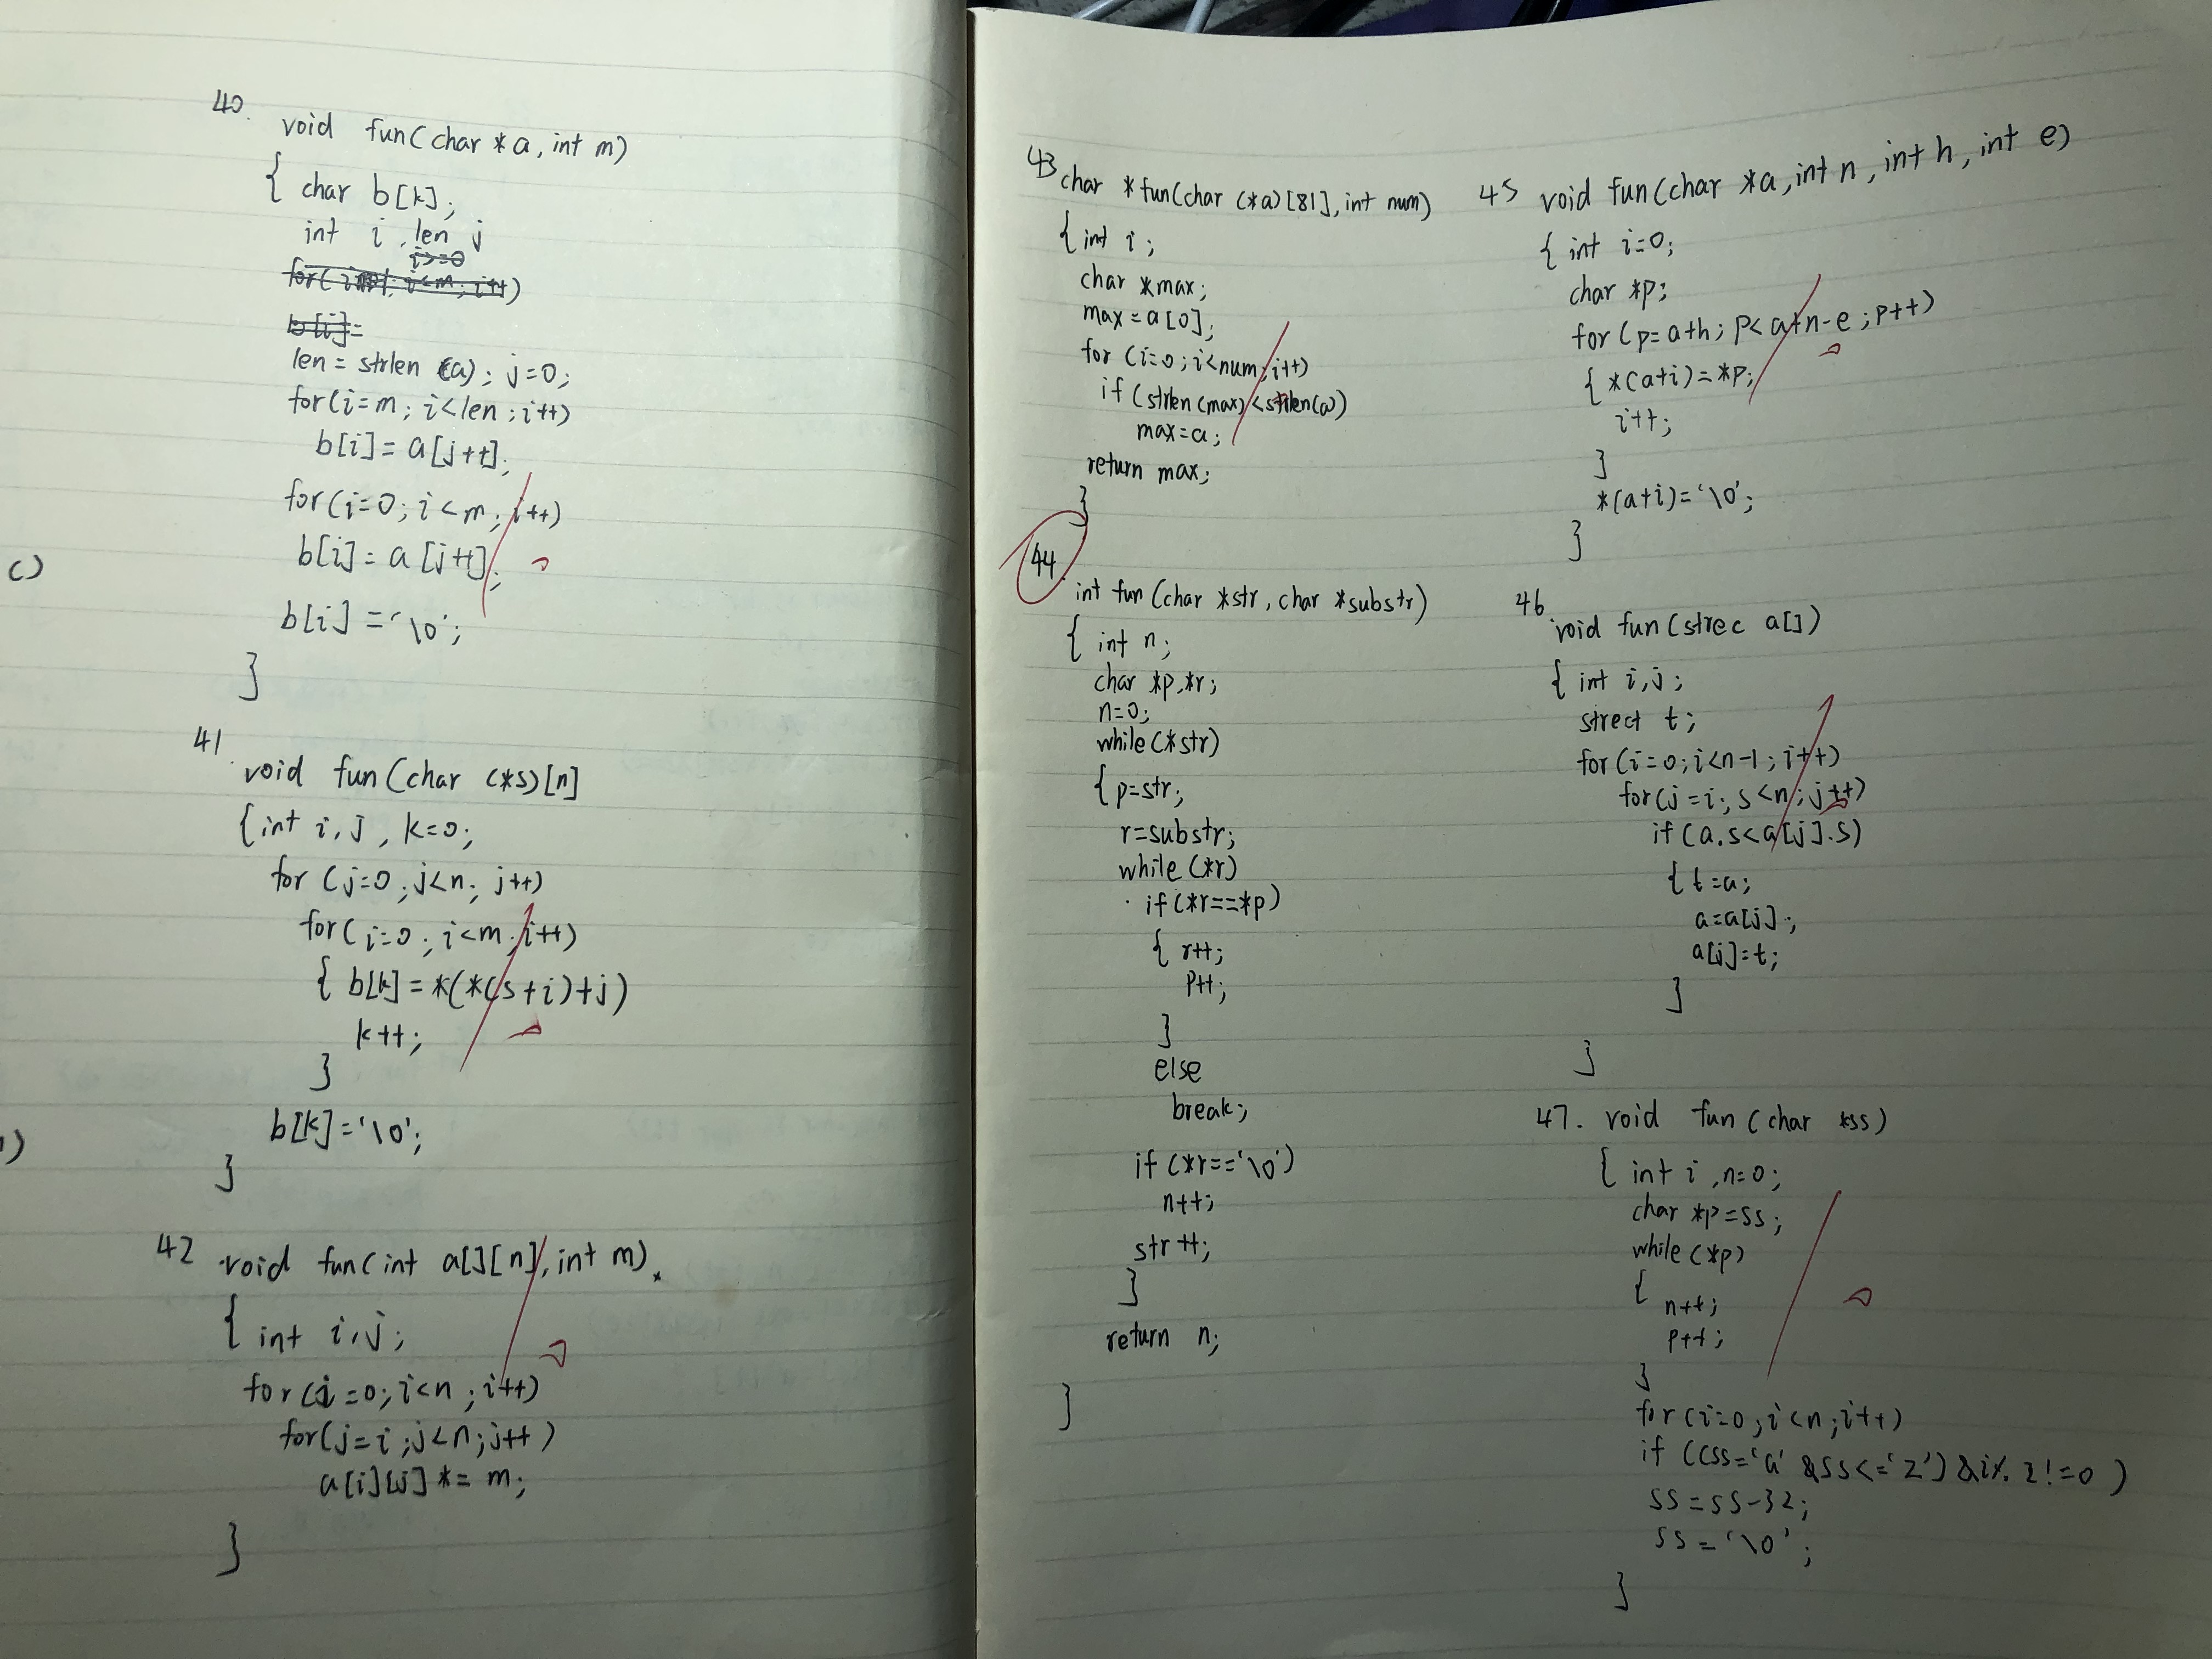 40.
void fun(char *a, int m)
{ char b[k];
int i, len j
i>=0
b[i]=
len = strlen (a); j=0;
for(i=m; i<len; i++)
b[i]=a[j++];
for(i=0; i<m; i++)
b[i]=a[j++];
b[i]='\0';
}
c)
41.
void fun(char (*s)[n]
{int i,j, k=0;
for (j=0; j<n; j++)
for(i=0; i<m; i++)
{ b[k]=*(*(s+i)+j)
k++;
}
b[k]='\0';
}
)
42 void fun(int a[][n], int m).
{ int i,j;
for(i=0; i<n; i++)
for(j=i; j<n; j++)
a[i][j]*= m;
}
43 char *fun(char (*a)[81], int num)
{int i;
char *max;
max=a[0];
for (i=0; i<num; i++)
if (strlen(max)<strlen(a))
max=a;
return max;
}
44.
int fun (char *str, char *substr)
{ int n;
char *p,*r;
n=0;
while(*str)
{p=str;
r=substr;
while(*r)
if(*r==*p)
{ r++;
p++;
}
else
break;
if (*r=='\0')
n++;
str++;
}
return n;
}
45 void fun(char *a, int n, int h, int e)
{ int i=0;
char *p;
for (p=a+h; p<a+n-e; p++)
{ *(a+i)=*p;
i++;
}
*(a+i)='\0';
}
46.
void fun (strec a[])
{ int i,j;
strect t;
for(i=0; i<n-1; i++)
for(j=i; s<n; j++)
if (a.s<a[j].s)
{ t=a;
a=a[j];
a[j]=t;
}
}
47. void fun (char *ss)
{ int i, n=0;
char *p=ss;
while(*p)
{
n++;
p++;
}
for(i=0; i<n; i++)
if ((ss='a' &ss<='z') &i%2!=0)
ss=ss-32;
ss='\0';
}